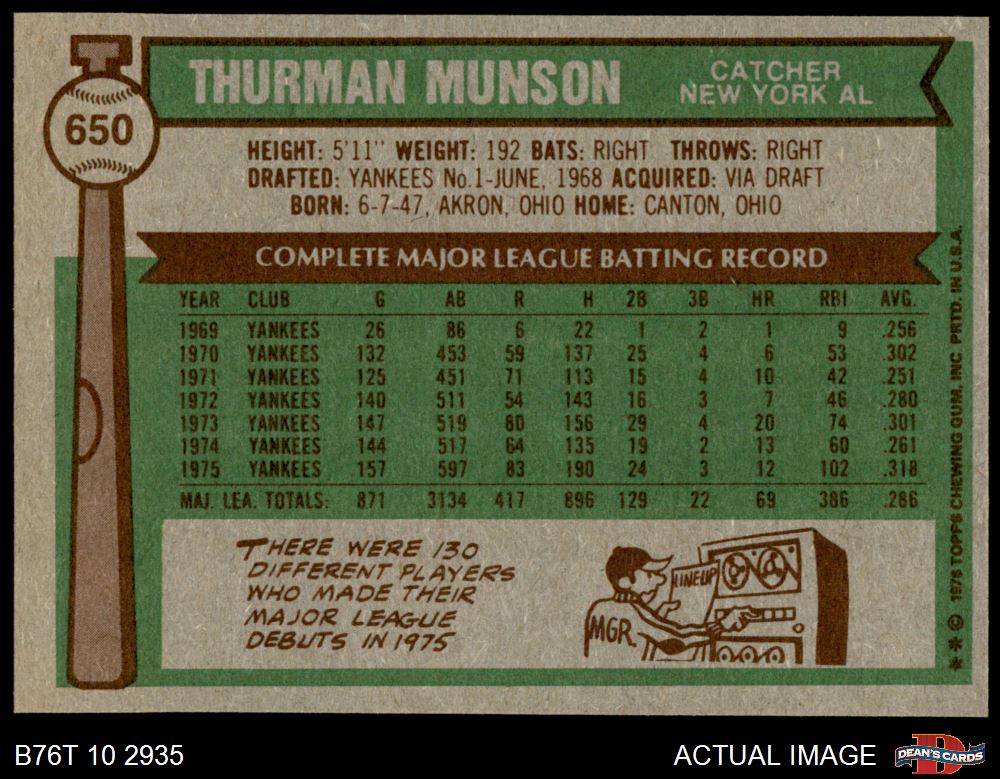 650
THURMAN MUNSON
CATCHER
NEW YORK AL
HEIGHT: 5'11" WEIGHT: 192 BATS: RIGHT THROWS: RIGHT
DRAFTED: YANKEES No.1-JUNE, 1968 ACQUIRED: VIA DRAFT
BORN: 6-7-47, AKRON, OHIO HOME: CANTON, OHIO
COMPLETE MAJOR LEAGUE BATTING RECORD
YEAR CLUB G AB R H 2B 3B HR RBI AVG.
1969 YANKEES 26 86 6 22 1 2 1 9 .256
1970 YANKEES 132 453 59 137 25 4 6 53 .302
1971 YANKEES 125 451 71 113 15 4 10 42 .251
1972 YANKEES 140 511 54 143 16 3 7 46 .280
1973 YANKEES 147 519 80 156 29 4 20 74 .301
1974 YANKEES 144 517 64 135 19 2 13 60 .261
1975 YANKEES 157 597 83 190 24 3 12 102 .318
MAJ. LEA. TOTALS: 871 3134 417 896 129 22 69 386 .286
THERE WERE 130
DIFFERENT PLAYERS
WHO MADE THEIR
MAJOR LEAGUE
DEBUTS IN 1975
LINEUP
MGR.
** © 1976 TOPPS CHEWING GUM, INC. PRTD. IN U.S.A.
B76T 10 2935
ACTUAL IMAGE
D
DEAN'S CARDS